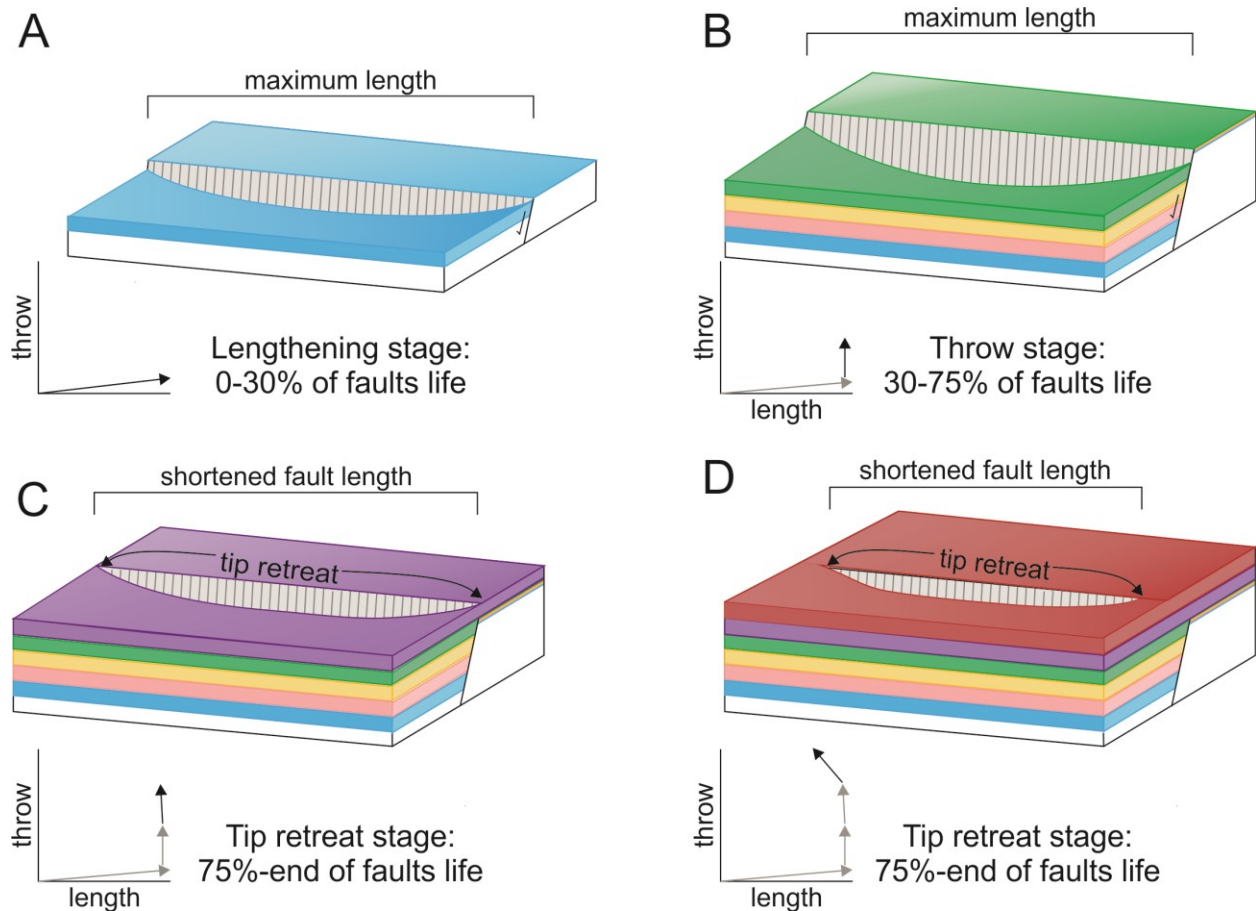 A
maximum length
throw
Lengthening stage:
0-30% of faults life
B
maximum length
throw
length
Throw stage:
30-75% of faults life
C
shortened fault length
tip retreat
throw
length
Tip retreat stage:
75%-end of faults life
D
shortened fault length
tip retreat
throw
length
Tip retreat stage:
75%-end of faults life